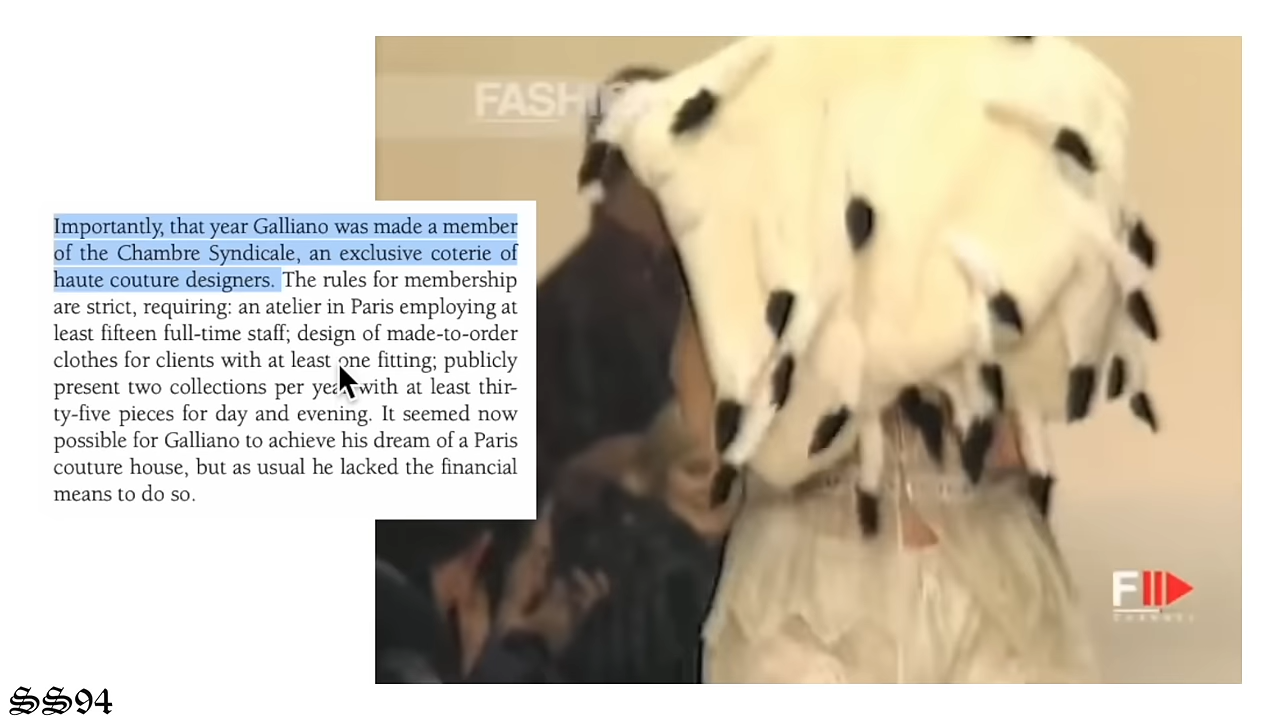 FASHION
Importantly, that year Galliano was made a member
of the Chambre Syndicale, an exclusive coterie of
haute couture designers. The rules for membership
are strict, requiring: an atelier in Paris employing at
least fifteen full-time staff; design of made-to-order
clothes for clients with at least one fitting; publicly
present two collections per year with at least thir-
ty-five pieces for day and evening. It seemed now
possible for Galliano to achieve his dream of a Paris
couture house, but as usual he lacked the financial
means to do so.
F
CHANNEL
SS94